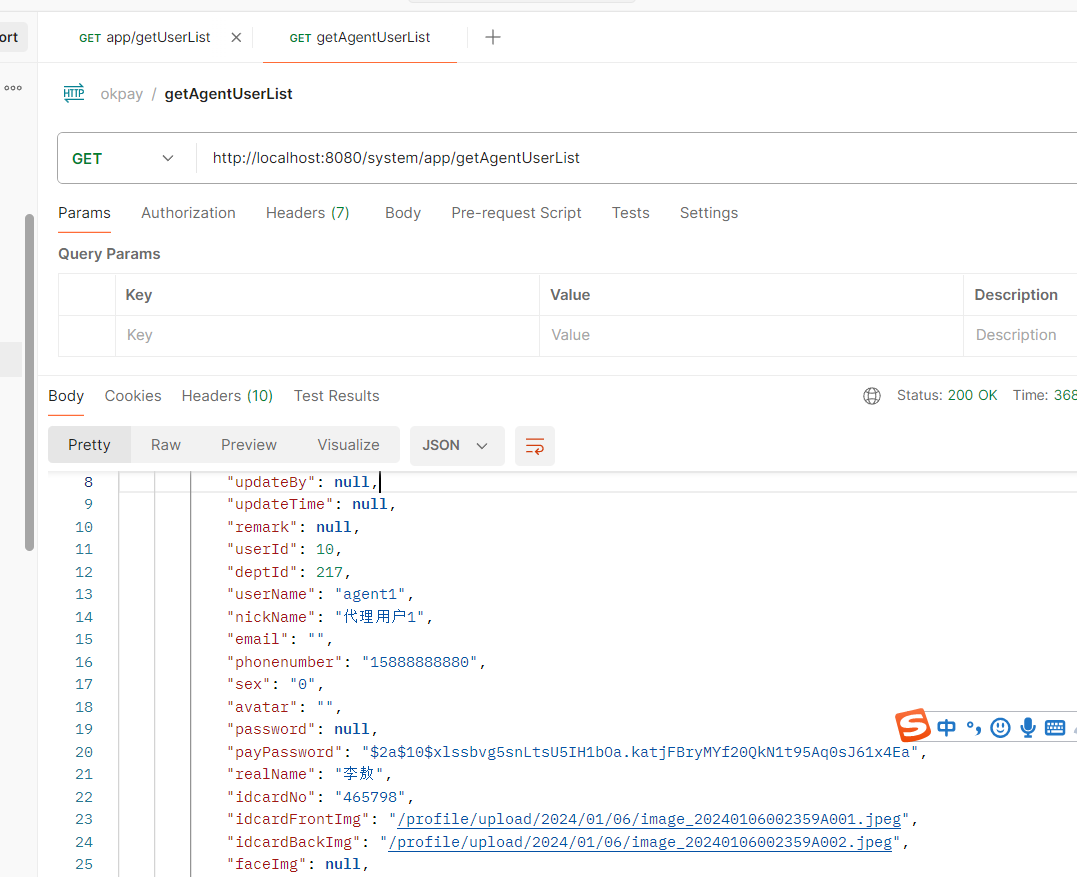 ort
GET app/getUserList
GET getAgentUserList
HTTP
okpay / getAgentUserList
GET
http://localhost:8080/system/app/getAgentUserList
Params Authorization Headers (7) Body Pre-request Script Tests Settings
Query Params
Key Value Description
Key Value Description
Body Cookies Headers (10) Test Results
Status: 200 OK Time: 368
Pretty Raw Preview Visualize JSON
8 "updateBy": null,
9 "updateTime": null,
10 "remark": null,
11 "userId": 10,
12 "deptId": 217,
13 "userName": "agent1",
14 "nickName": "代理用户1",
15 "email": "",
16 "phonenumber": "15888888880",
17 "sex": "0",
18 "avatar": "",
19 "password": null,
20 "payPassword": "$2a$10$xlssbvg5snLtsU5IH1bOa.katjFBryMYf20QkN1t95Aq0sJ61x4Ea",
21 "realName": "李敖",
22 "idcardNo": "465798",
23 "idcardFrontImg": "/profile/upload/2024/01/06/image_20240106002359A001.jpeg",
24 "idcardBackImg": "/profile/upload/2024/01/06/image_20240106002359A002.jpeg",
25 "faceImg": null,
S 中